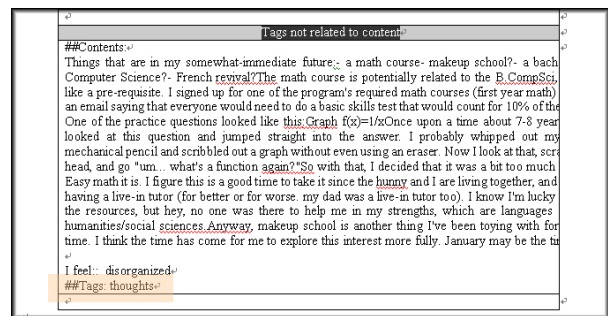 Tags not related to content
##Contents:
Things that are in my somewhat-immediate future;- a math course- makeup school?- a bach
Computer Science?- French revival?The math course is potentially related to the B.CompSci,
like a pre-requisite. I signed up for one of the program's required math courses (first year math)
an email saying that everyone would need to do a basic skills test that would count for 10% of the
One of the practice questions looked like this:Graph f(x)=1/xOnce upon a time about 7-8 year
looked at this question and jumped straight into the answer. I probably whipped out my
mechanical pencil and scribbled out a graph without even using an eraser. Now I look at that, scra
head, and go "um... what's a function again?"So with that, I decided that it was a bit too much
Easy math it is. I figure this is a good time to take it since the hunny and I are living together, and
having a live-in tutor (for better or for worse. my dad was a live-in tutor too). I know I'm lucky
the resources, but hey, no one was there to help me in my strengths, which are languages
humanities/social sciences.Anyway, makeup school is another thing I've been toying with for
time. I think the time has come for me to explore this interest more fully. January may be the tir
I feel:: disorganized
##Tags: thoughts